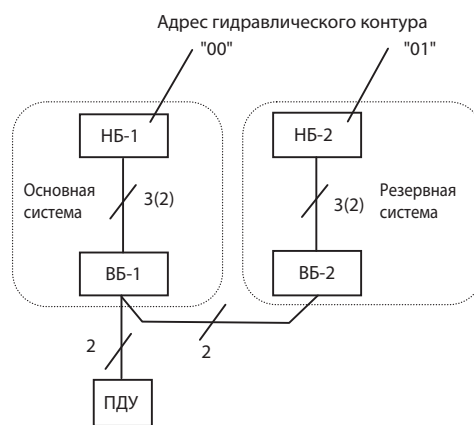 Адрес гидравлического контура
"00"
"01"
НБ-1
НБ-2
Основная
система
3(2)
3(2)
Резервная
система
ВБ-1
ВБ-2
2
2
ПДУ